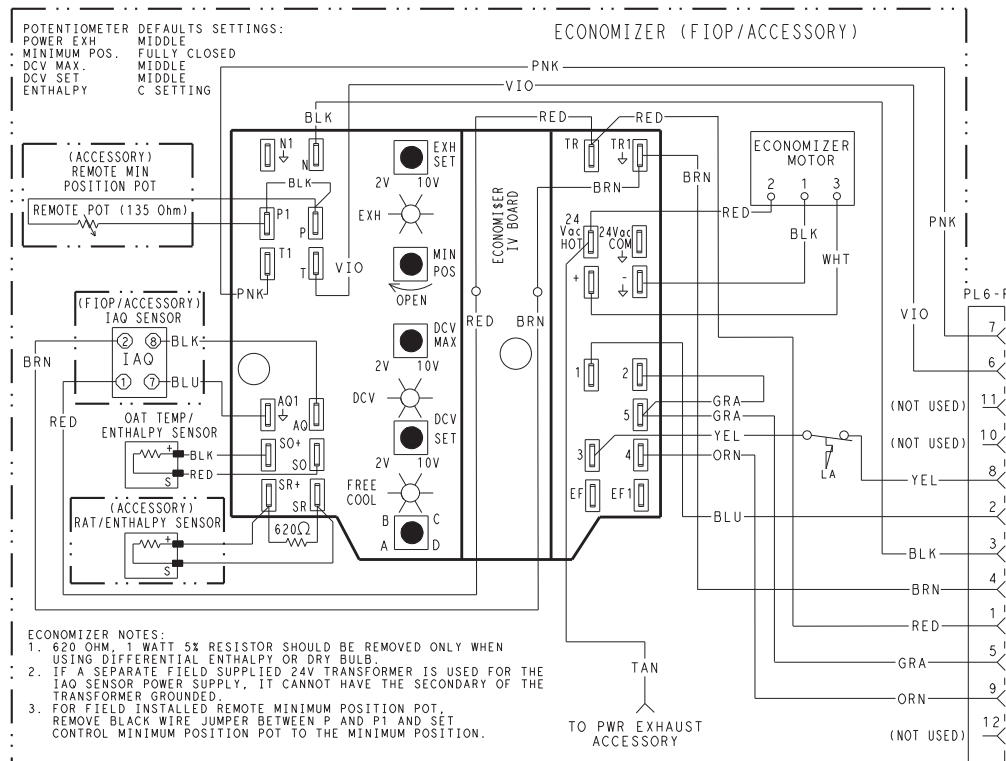 ECONOMIZER (FIOP/ACCESSORY)
POTENTIOMETER DEFAULTS SETTINGS:
POWER EXH MIDDLE
MINIMUM POS. FULLY CLOSED
DCV MAX. MIDDLE
DCV SET MIDDLE
ENTHALPY C SETTING
PNK
VIO
BLK
RED
RED
N1
N
EXH
SET
2V 10V
TR
TR1
ECONOMIZER
MOTOR
2 1 3
(ACCESSORY)
REMOTE MIN
POSITION POT
REMOTE POT (135 Ohm)
BLK
P1
P
EXH
ECONOMI$ER
IV BOARD
BRN
BRN
RED
BLK
WHT
PNK
24
Vac
HOT
24Vac
COM
T1
T
VIO
MIN
POS
OPEN
+
-
PNK
(FIOP/ACCESSORY)
IAQ SENSOR
2 8
IAQ
1 7
BLK
BLU
BRN
RED
RED
BRN
DCV
MAX
2V 10V
VIO
PL6-R
7
6
(NOT USED) 11
(NOT USED) 10
1
2
5
GRA
GRA
AQ1
AQ
DCV
DCV
SET
2V 10V
OAT TEMP/
ENTHALPY SENSOR
+
S
BLK
RED
SO+
SO
3
4
YEL
ORN
LA
YEL
8
SR+
SR
FREE
COOL
EF
EF1
BLU
2
(ACCESSORY)
RAT/ENTHALPY SENSOR
+
S
620Ω
B C
A D
BLK
3
BRN
4
RED
1
GRA
5
ORN
9
(NOT USED) 12
TAN
TO PWR EXHAUST
ACCESSORY
ECONOMIZER NOTES:
1. 620 OHM, 1 WATT 5% RESISTOR SHOULD BE REMOVED ONLY WHEN
USING DIFFERENTIAL ENTHALPY OR DRY BULB.
2. IF A SEPARATE FIELD SUPPLIED 24V TRANSFORMER IS USED FOR THE
IAQ SENSOR POWER SUPPLY, IT CANNOT HAVE THE SECONDARY OF THE
TRANSFORMER GROUNDED.
3. FOR FIELD INSTALLED REMOTE MINIMUM POSITION POT,
REMOVE BLACK WIRE JUMPER BETWEEN P AND P1 AND SET
CONTROL MINIMUM POSITION POT TO THE MINIMUM POSITION.